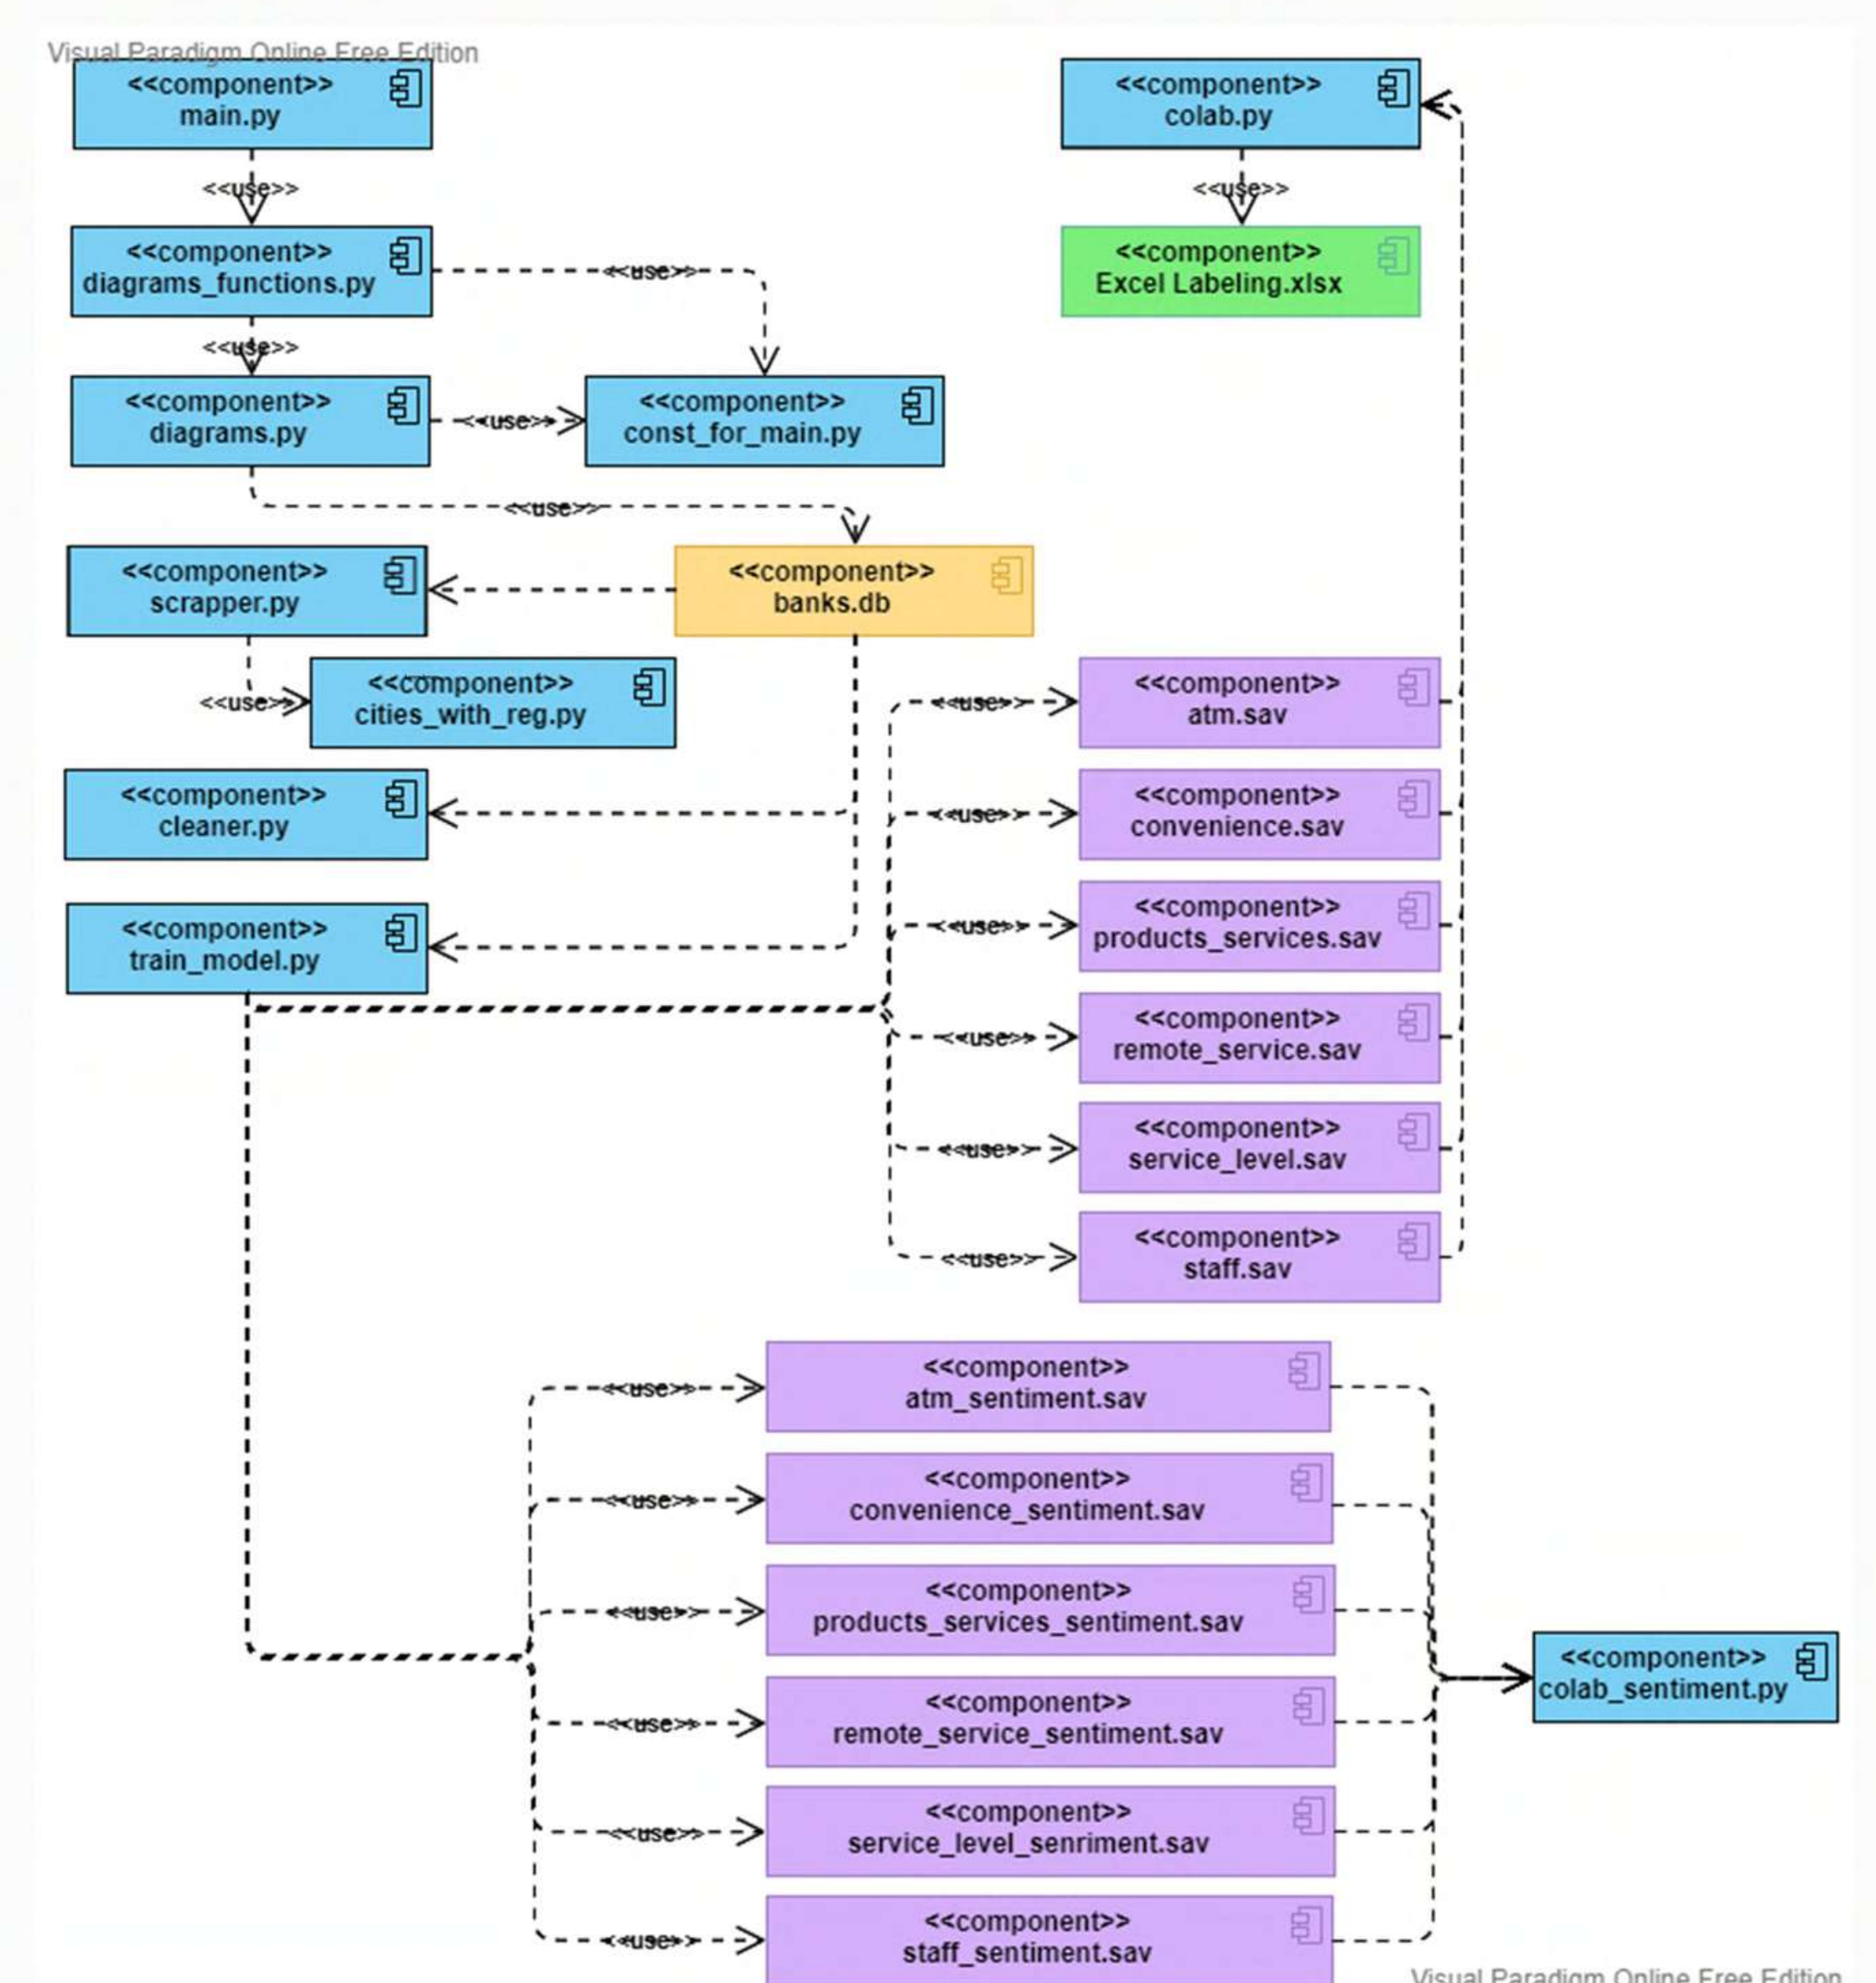 Visual Paradigm Online Free Edition
<<component>>
main.py
<<use>>
<<component>>
diagrams_functions.py
<<use>>
<<use>>
<<component>>
diagrams.py
<<use>>
<<component>>
const_for_main.py
<<use>>
<<component>>
colab.py
<<use>>
<<component>>
Excel Labeling.xlsx
<<component>>
scrapper.py
<<component>>
banks.db
<<use>>
<<component>>
cities_with_reg.py
<<component>>
cleaner.py
<<component>>
train_model.py
<<use>>
<<component>>
atm.sav
<<use>>
<<component>>
convenience.sav
<<use>>
<<component>>
products_services.sav
<<use>>
<<component>>
remote_service.sav
<<use>>
<<component>>
service_level.sav
<<use>>
<<component>>
staff.sav
<<use>>
<<component>>
atm_sentiment.sav
<<use>>
<<component>>
convenience_sentiment.sav
<<use>>
<<component>>
products_services_sentiment.sav
<<use>>
<<component>>
remote_service_sentiment.sav
<<use>>
<<component>>
service_level_senriment.sav
<<use>>
<<component>>
staff_sentiment.sav
<<component>>
colab_sentiment.py
Visual Paradigm Online Free Edition